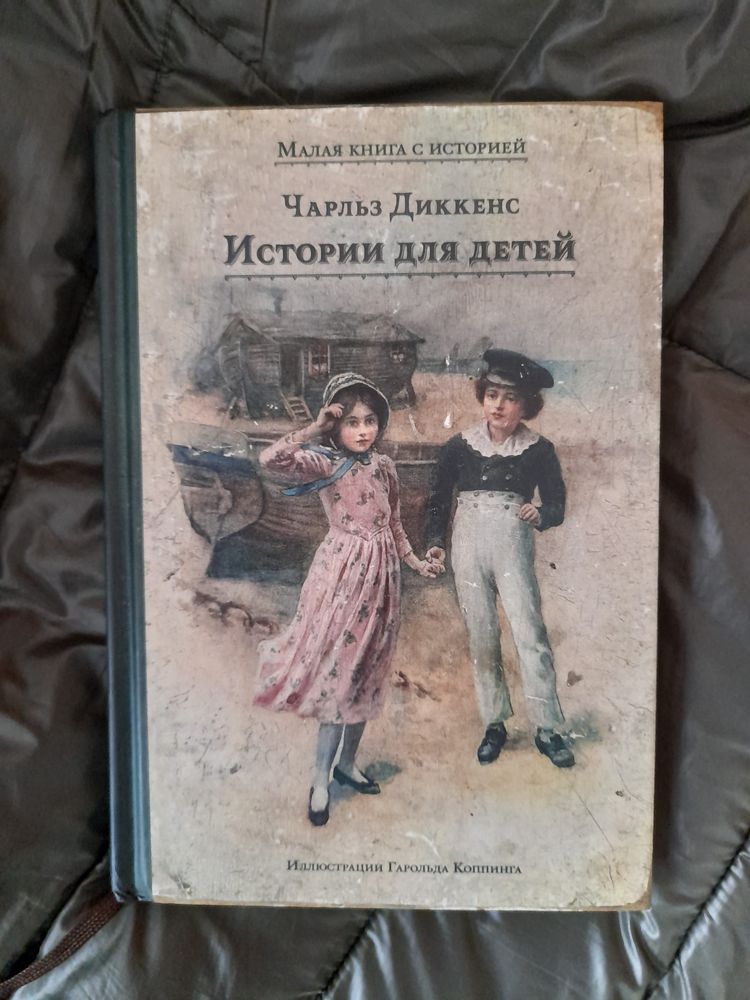 Малая книга с историей
Чарльз Диккенс
Истории для детей
Иллюстрации Гарольда Коппинга